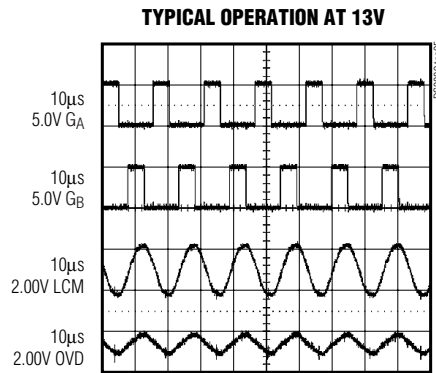 TYPICAL OPERATION AT 13V
10µs
5.0V GA
10µs
5.0V GB
10µs
2.00V LCM
10µs
2.00V OVD